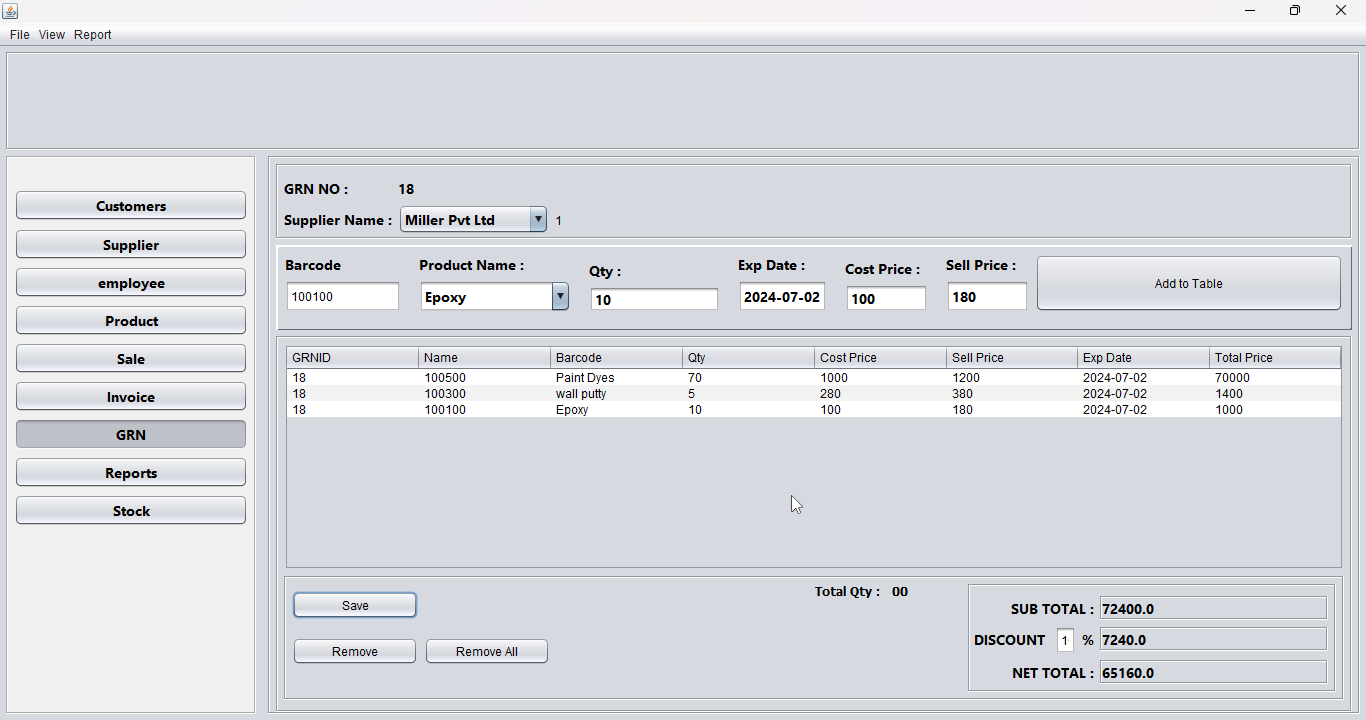 File View Report
Customers
Supplier
employee
Product
Sale
Invoice
GRN
Reports
Stock
GRN NO : 18
Supplier Name : Miller Pvt Ltd 1
Barcode Product Name : Qty : Exp Date : Cost Price : Sell Price :
100100 Epoxy 10 2024-07-02 100 180 Add to Table
GRNID Name Barcode Qty Cost Price Sell Price Exp Date Total Price
18 100500 Paint Dyes 70 1000 1200 2024-07-02 70000
18 100300 wall putty 5 280 380 2024-07-02 1400
18 100100 Epoxy 10 100 180 2024-07-02 1000
Save
Remove Remove All
Total Qty : 00
SUB TOTAL : 72400.0
DISCOUNT 1 % 7240.0
NET TOTAL : 65160.0